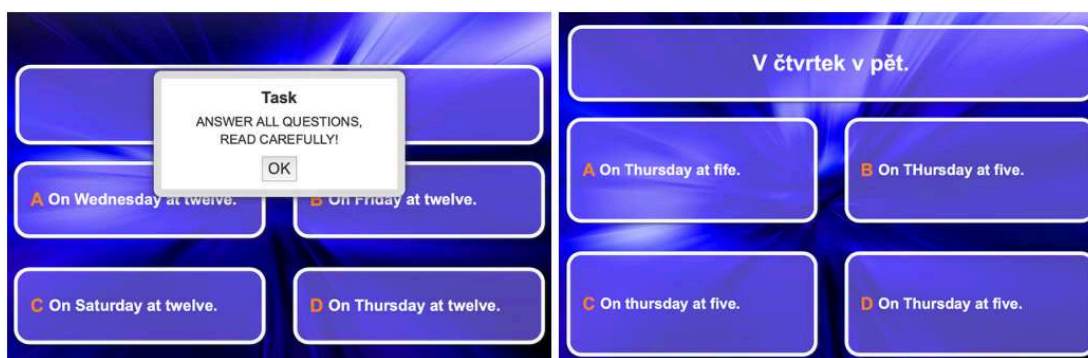 Task
ANSWER ALL QUESTIONS,
READ CAREFULLY!
OK
A On Wednesday at twelve.
B On Friday at twelve.
C On Saturday at twelve.
D On Thursday at twelve.
V čtvrtek v pět.
A On Thursday at fife.
B On THursday at five.
C On thursday at five.
D On Thursday at five.